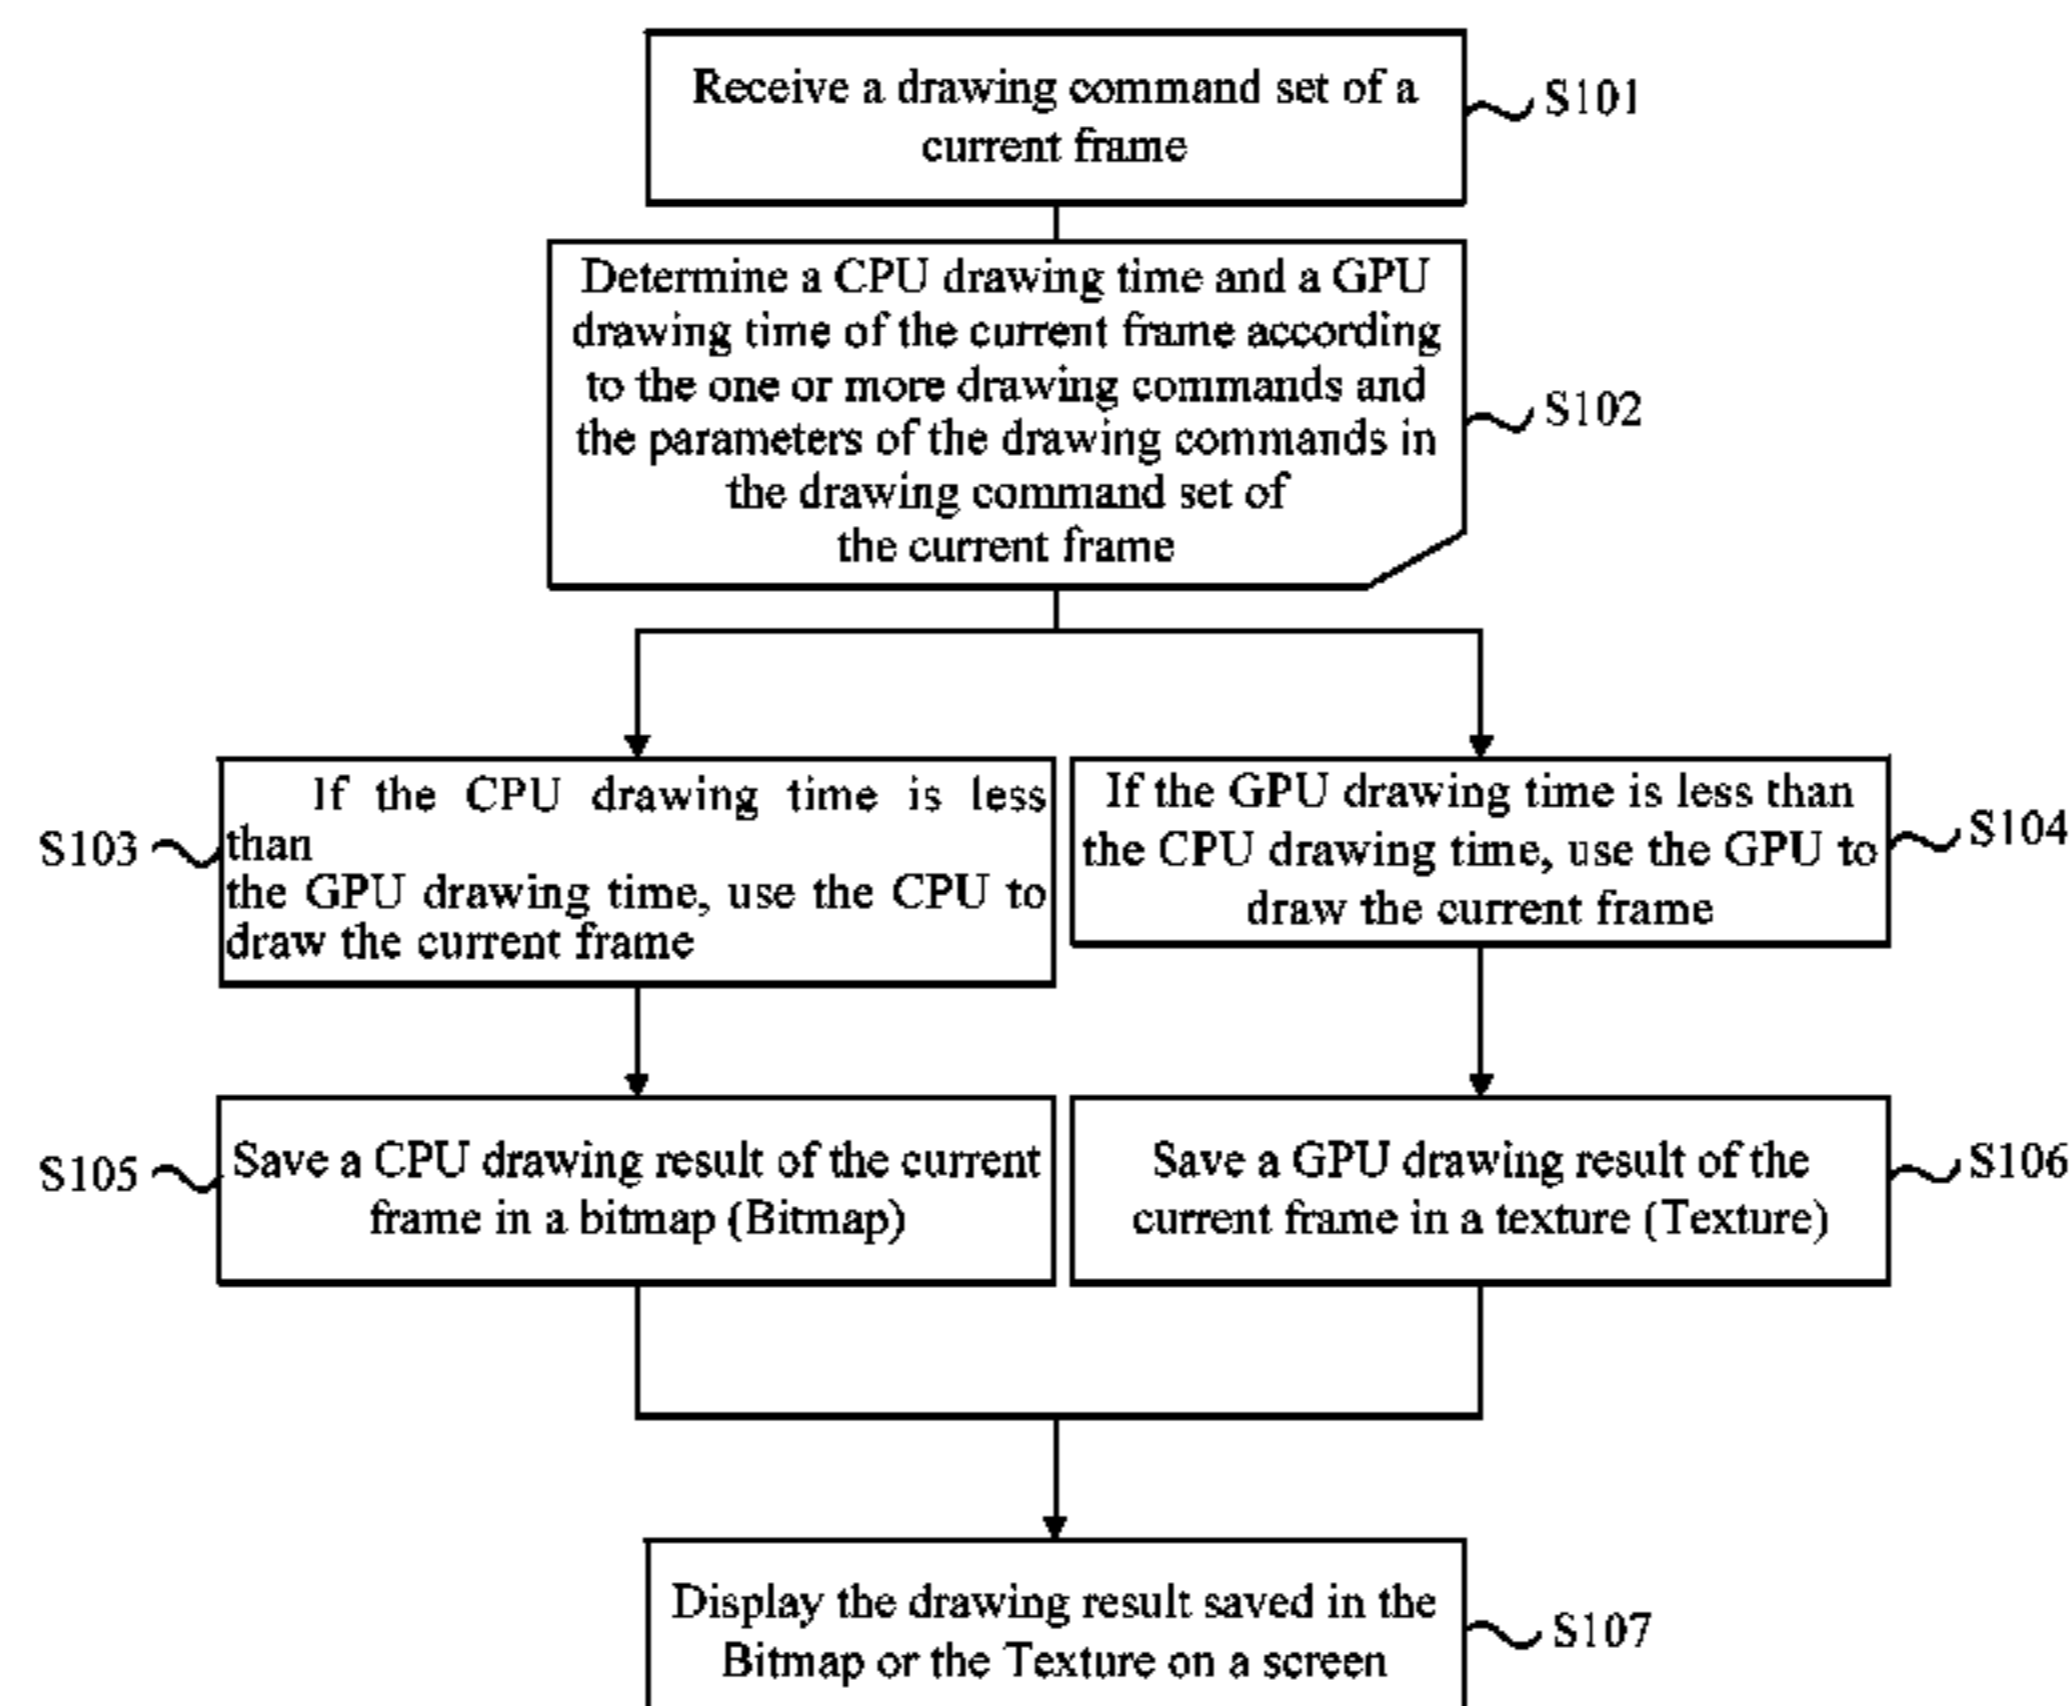 Receive a drawing command set of a
current frame
S101
Determine a CPU drawing time and a GPU
drawing time of the current frame according
to the one or more drawing commands and
the parameters of the drawing commands in
the drawing command set of
the current frame
S102
If the CPU drawing time is less
than
the GPU drawing time, use the CPU to
draw the current frame
S103
If the GPU drawing time is less than
the CPU drawing time, use the GPU to
draw the current frame
S104
Save a CPU drawing result of the current
frame in a bitmap (Bitmap)
S105
Save a GPU drawing result of the
current frame in a texture (Texture)
S106
Display the drawing result saved in the
Bitmap or the Texture on a screen
S107